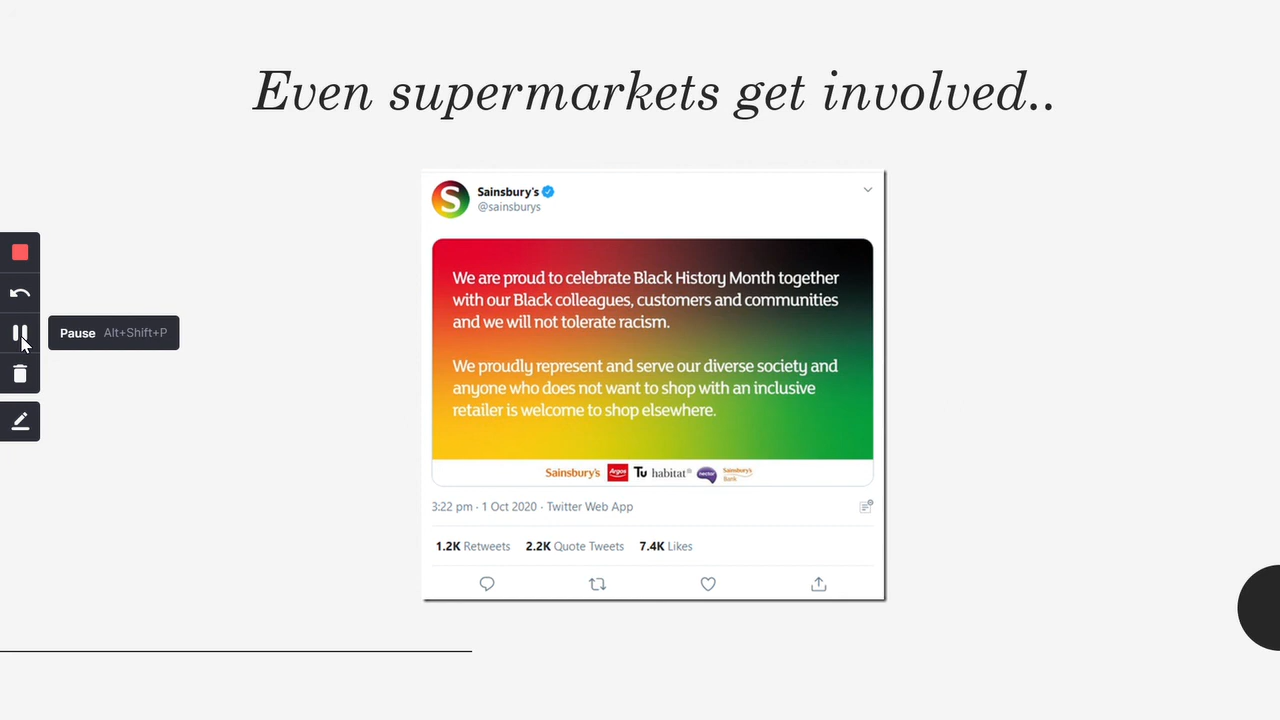 Even supermarkets get involved..
S
Sainsbury's
@sainsburys
We are proud to celebrate Black History Month together
with our Black colleagues, customers and communities
and we will not tolerate racism.
We proudly represent and serve our diverse society and
anyone who does not want to shop with an inclusive
retailer is welcome to shop elsewhere.
Sainsbury's Argos Tu habitat nectar Sainsbury's Bank
3:22 pm · 1 Oct 2020 · Twitter Web App
1.2K Retweets 2.2K Quote Tweets 7.4K Likes
Pause Alt+Shift+P